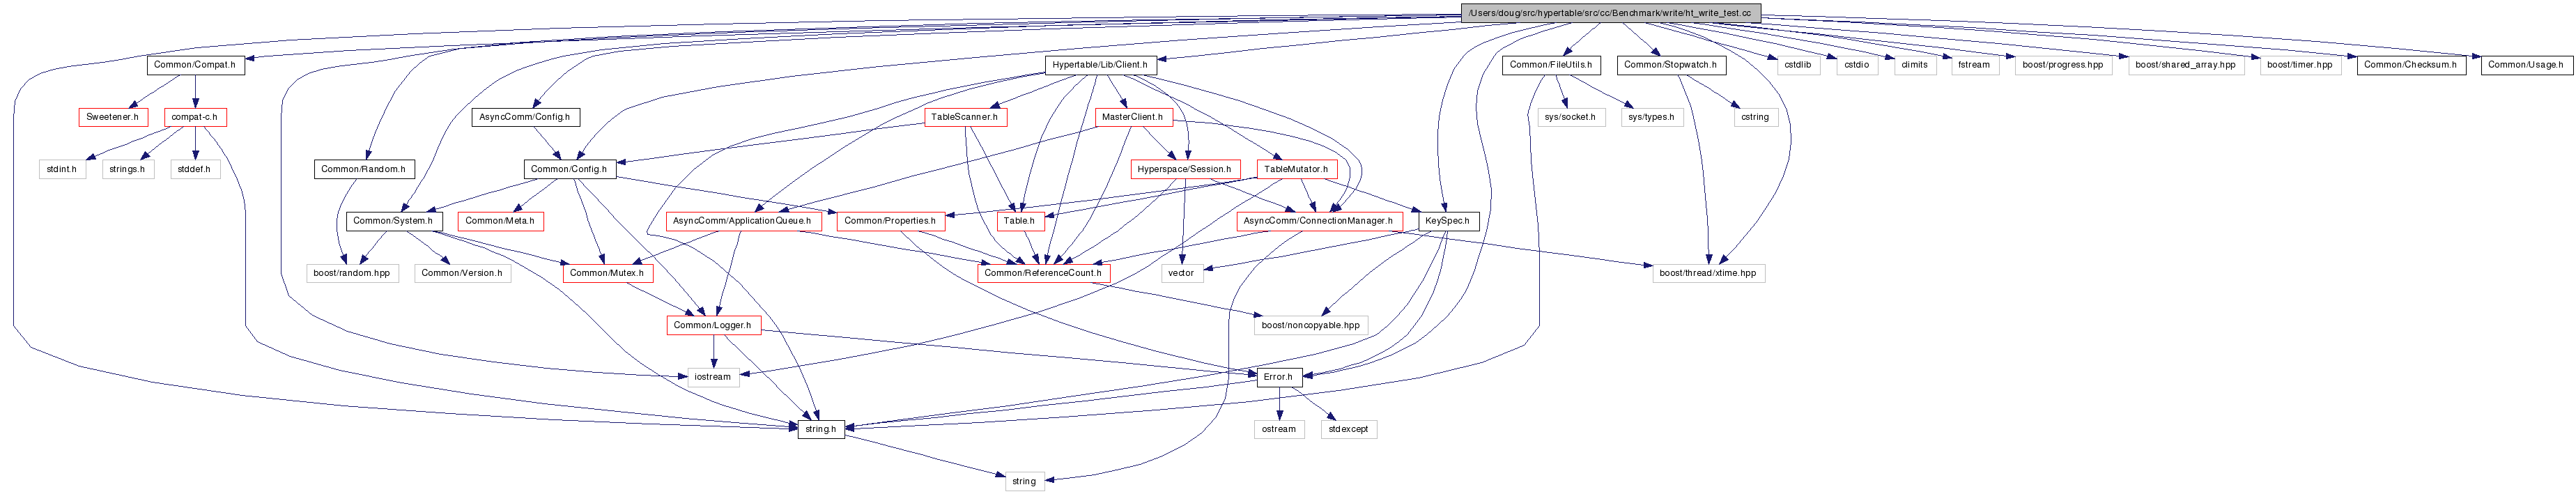 /Users/doug/src/hypertable/src/cc/Benchmark/write/ht_write_test.cc
Common/Compat.h
Hypertable/Lib/Client.h
Common/FileUtils.h
Common/Stopwatch.h
cstdlib
cstdio
climits
fstream
boost/progress.hpp
boost/shared_array.hpp
boost/timer.hpp
Common/Checksum.h
Common/Usage.h
Sweetener.h
compat-c.h
AsyncComm/Config.h
TableScanner.h
MasterClient.h
sys/socket.h
sys/types.h
cstring
stdint.h
strings.h
stddef.h
Common/Random.h
Common/Config.h
Hyperspace/Session.h
TableMutator.h
Common/System.h
Common/Meta.h
AsyncComm/ApplicationQueue.h
Common/Properties.h
Table.h
AsyncComm/ConnectionManager.h
KeySpec.h
boost/random.hpp
Common/Version.h
Common/Mutex.h
Common/ReferenceCount.h
vector
boost/thread/xtime.hpp
Common/Logger.h
boost/noncopyable.hpp
iostream
Error.h
string.h
ostream
stdexcept
string